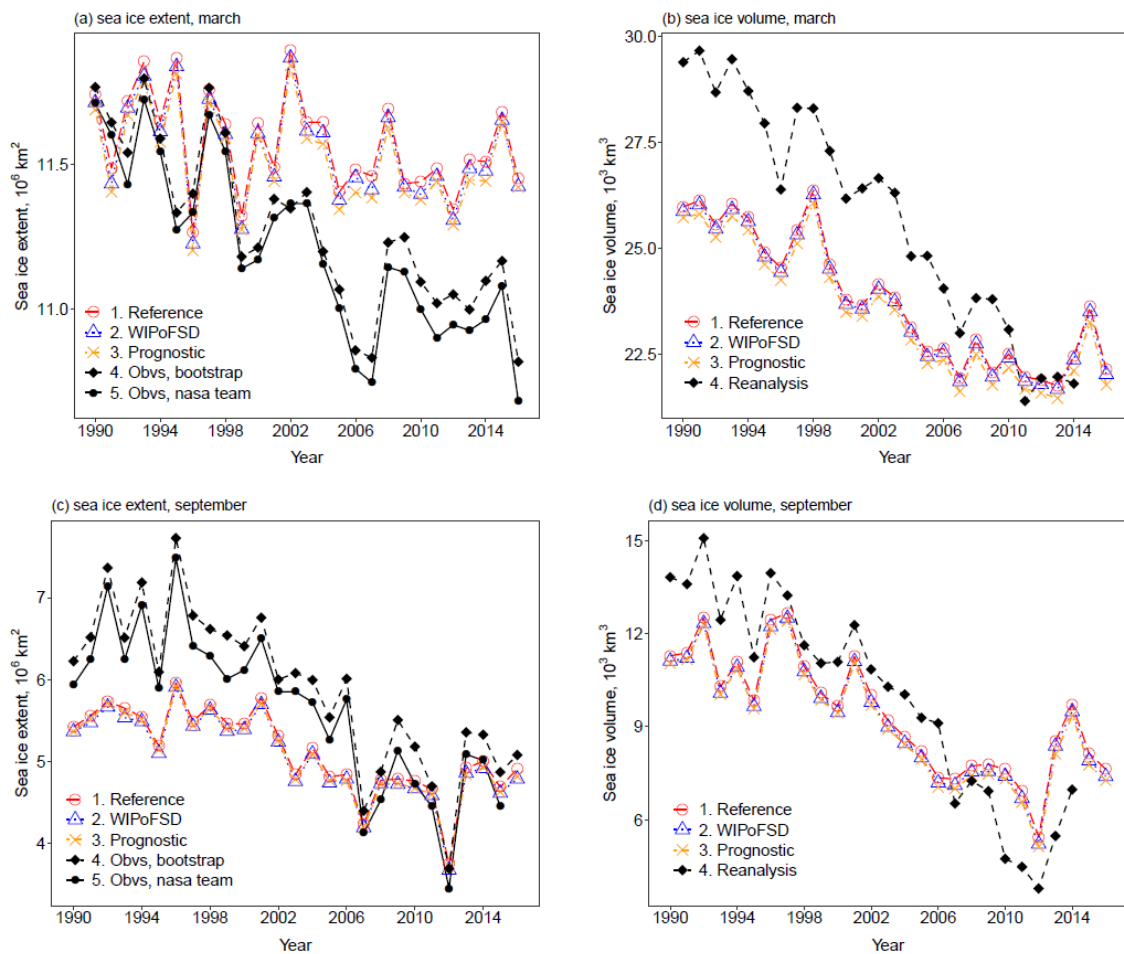 (a) sea ice extent, march
Sea ice extent, 10⁶ km²
11.5
11.0
1. Reference
2. WIPoFSD
3. Prognostic
4. Obvs, bootstrap
5. Obvs, nasa team
1990 1994 1998 2002 2006 2010 2014
Year
(b) sea ice volume, march
Sea ice volume, 10³ km³
30.0
27.5
25.0
22.5
1. Reference
2. WIPoFSD
3. Prognostic
4. Reanalysis
1990 1994 1998 2002 2006 2010 2014
Year
(c) sea ice extent, september
Sea ice extent, 10⁶ km²
7
6
5
4
1. Reference
2. WIPoFSD
3. Prognostic
4. Obvs, bootstrap
5. Obvs, nasa team
1990 1994 1998 2002 2006 2010 2014
Year
(d) sea ice volume, september
Sea ice volume, 10³ km³
15
12
9
6
1. Reference
2. WIPoFSD
3. Prognostic
4. Reanalysis
1990 1994 1998 2002 2006 2010 2014
Year